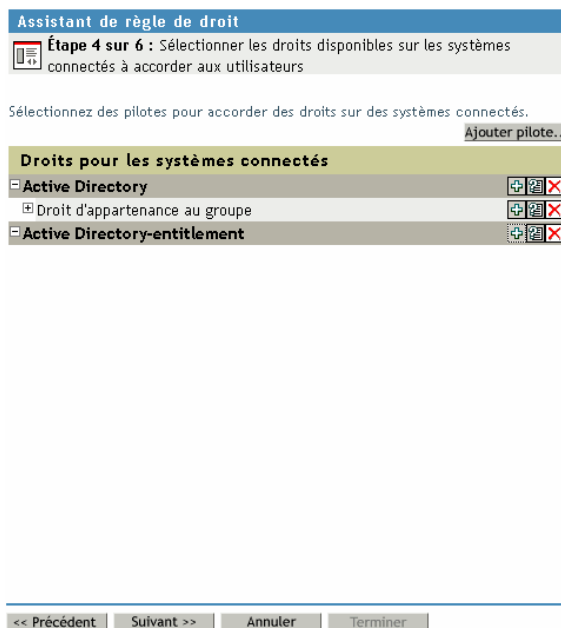 Assistant de règle de droit
Étape 4 sur 6 : Sélectionner les droits disponibles sur les systèmes
connectés à accorder aux utilisateurs
Sélectionnez des pilotes pour accorder des droits sur des systèmes connectés.
Ajouter pilote..
Droits pour les systèmes connectés
Active Directory
Droit d'appartenance au groupe
Active Directory-entitlement
<< Précédent Suivant >> Annuler Terminer